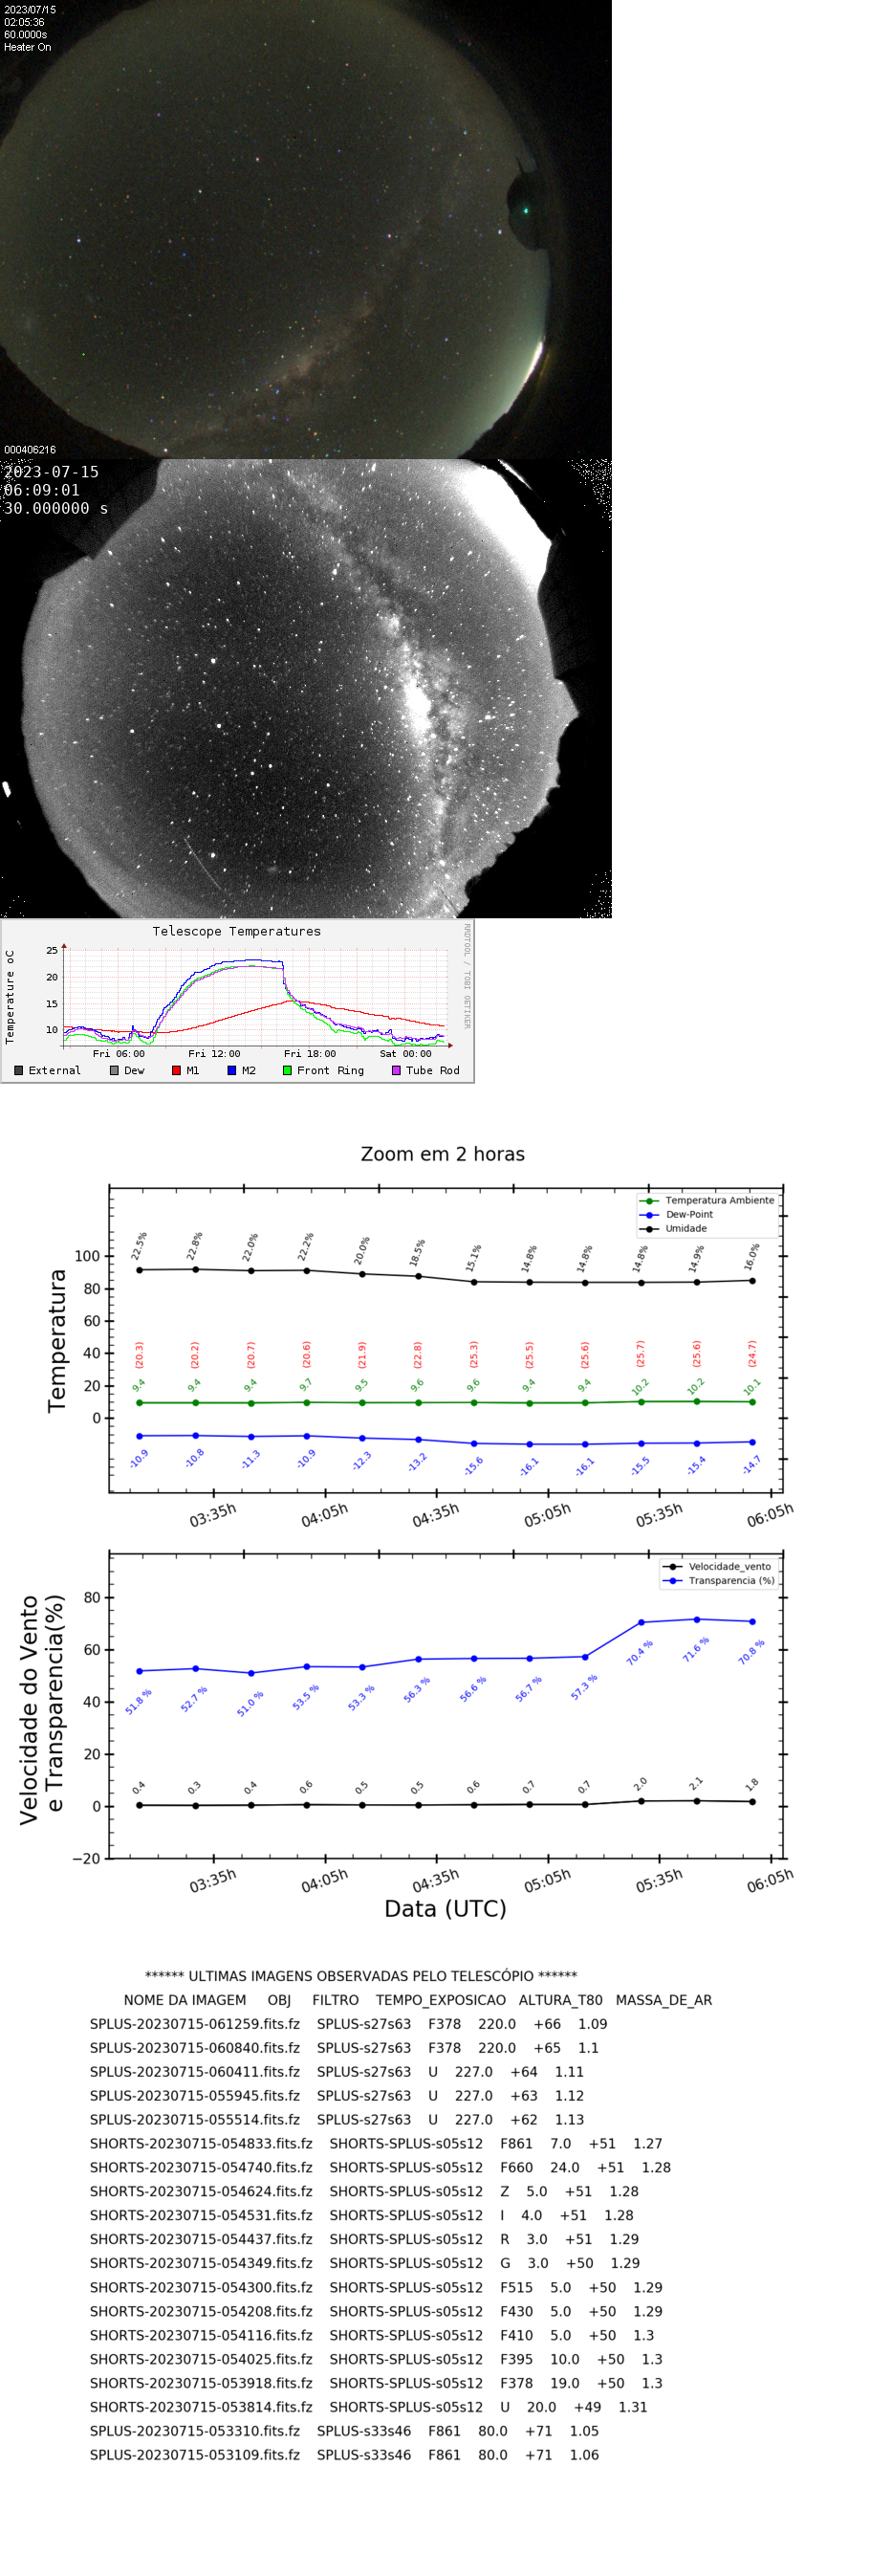 2023/07/15
02:05:36
60.0000s
Heater On
000406216
2023-07-15
06:09:01
30.000000 s
Telescope Temperatures
RRDTOOL / TOBI OETIKER
Temperature oC
25
20
15
10
Fri 06:00 Fri 12:00 Fri 18:00 Sat 00:00
External Dew M1 M2 Front Ring Tube Rod
Zoom em 2 horas
Temperatura Ambiente
Dew-Point
Umidade
Temperatura
100
80
60
40
20
0
22.5% 22.8% 22.0% 22.2% 20.0% 18.5% 15.1% 14.8% 14.8% 14.8% 14.9% 16.0%
(20.3) (20.2) (20.7) (20.6) (21.9) (22.8) (25.3) (25.5) (25.6) (25.7) (25.6) (24.7)
9.4 9.4 9.4 9.7 9.5 9.6 9.6 9.4 9.4 10.2 10.2 10.1
-10.9 -10.8 -11.3 -10.9 -12.3 -13.2 -15.6 -16.1 -16.1 -15.5 -15.4 -14.7
03:35h 04:05h 04:35h 05:05h 05:35h 06:05h
Velocidade_vento
Transparencia (%)
Velocidade do Vento
e Transparencia(%)
80
60
40
20
0
−20
51.8 % 52.7 % 51.0 % 53.5 % 53.3 % 56.3 % 56.6 % 56.7 % 57.3 % 70.4 % 71.6 % 70.8 %
0.4 0.3 0.4 0.6 0.5 0.5 0.6 0.7 0.7 2.0 2.1 1.8
03:35h 04:05h 04:35h 05:05h 05:35h 06:05h
Data (UTC)
****** ULTIMAS IMAGENS OBSERVADAS PELO TELESCÓPIO ******
NOME DA IMAGEM OBJ FILTRO TEMPO_EXPOSICAO ALTURA_T80 MASSA_DE_AR
SPLUS-20230715-061259.fits.fz SPLUS-s27s63 F378 220.0 +66 1.09
SPLUS-20230715-060840.fits.fz SPLUS-s27s63 F378 220.0 +65 1.1
SPLUS-20230715-060411.fits.fz SPLUS-s27s63 U 227.0 +64 1.11
SPLUS-20230715-055945.fits.fz SPLUS-s27s63 U 227.0 +63 1.12
SPLUS-20230715-055514.fits.fz SPLUS-s27s63 U 227.0 +62 1.13
SHORTS-20230715-054833.fits.fz SHORTS-SPLUS-s05s12 F861 7.0 +51 1.27
SHORTS-20230715-054740.fits.fz SHORTS-SPLUS-s05s12 F660 24.0 +51 1.28
SHORTS-20230715-054624.fits.fz SHORTS-SPLUS-s05s12 Z 5.0 +51 1.28
SHORTS-20230715-054531.fits.fz SHORTS-SPLUS-s05s12 I 4.0 +51 1.28
SHORTS-20230715-054437.fits.fz SHORTS-SPLUS-s05s12 R 3.0 +51 1.29
SHORTS-20230715-054349.fits.fz SHORTS-SPLUS-s05s12 G 3.0 +50 1.29
SHORTS-20230715-054300.fits.fz SHORTS-SPLUS-s05s12 F515 5.0 +50 1.29
SHORTS-20230715-054208.fits.fz SHORTS-SPLUS-s05s12 F430 5.0 +50 1.29
SHORTS-20230715-054116.fits.fz SHORTS-SPLUS-s05s12 F410 5.0 +50 1.3
SHORTS-20230715-054025.fits.fz SHORTS-SPLUS-s05s12 F395 10.0 +50 1.3
SHORTS-20230715-053918.fits.fz SHORTS-SPLUS-s05s12 F378 19.0 +50 1.3
SHORTS-20230715-053814.fits.fz SHORTS-SPLUS-s05s12 U 20.0 +49 1.31
SPLUS-20230715-053310.fits.fz SPLUS-s33s46 F861 80.0 +71 1.05
SPLUS-20230715-053109.fits.fz SPLUS-s33s46 F861 80.0 +71 1.06